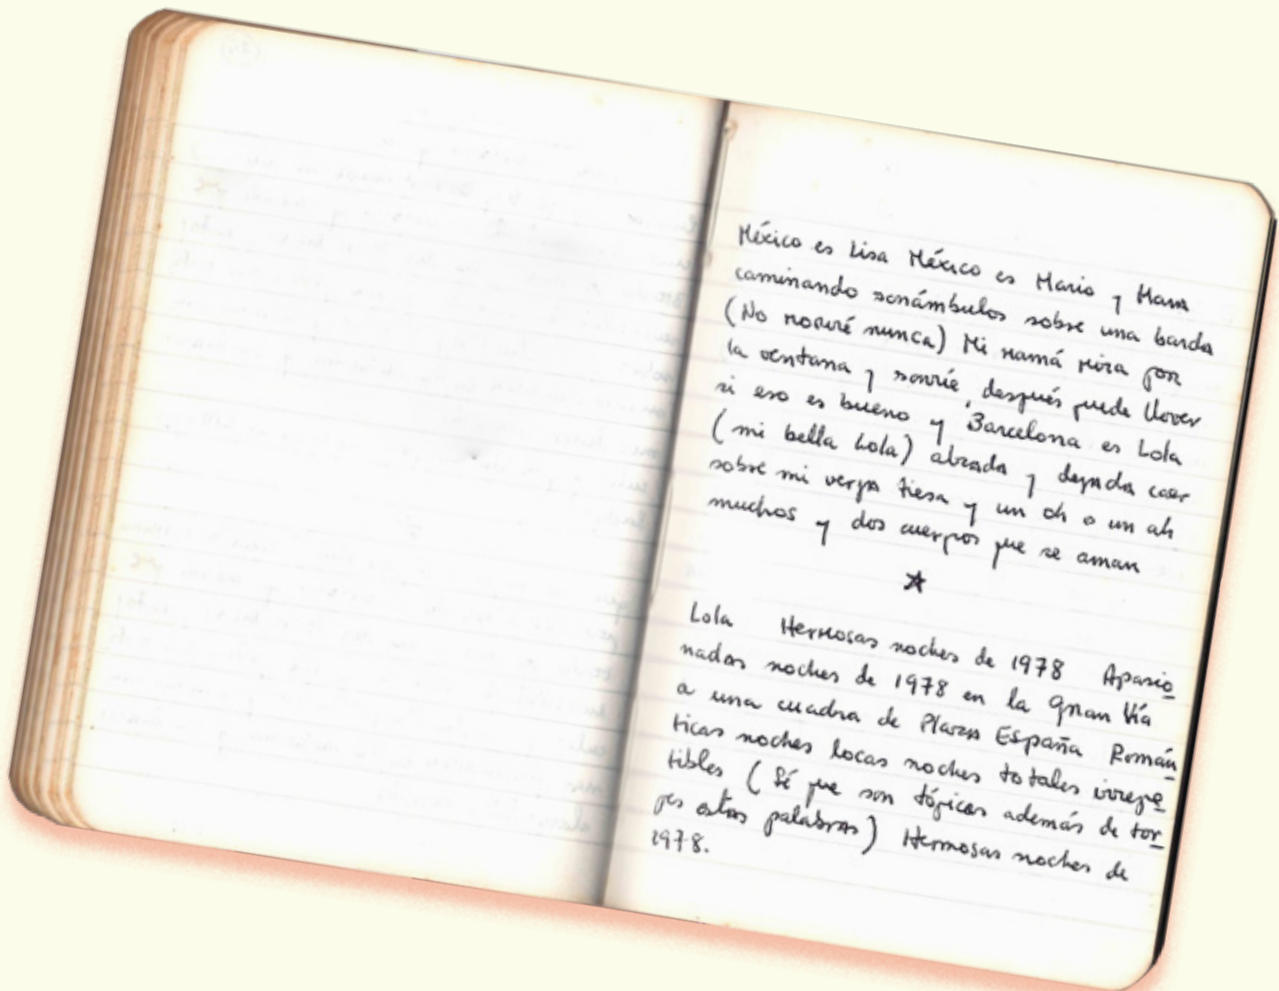 México es Lisa México es Mario y Mara
caminando sonámbulos sobre una barda
(No moriré nunca) Mi mamá mira por
la ventana y sonríe, después puede llover
si eso es bueno y Barcelona es Lola
(mi bella Lola) alzada y dejada caer
sobre mi verga tiesa y un oh o un ah
muchos y dos cuerpos que se aman
Lola Hermosas noches de 1978 Apasio
nadas noches de 1978 en la Gran Vía
a una cuadra de Plaza España Román
ticas noches locas noches totales irrepe
tibles (Sé que son tópicas además de tor
pes estas palabras) Hermosas noches de
1978.